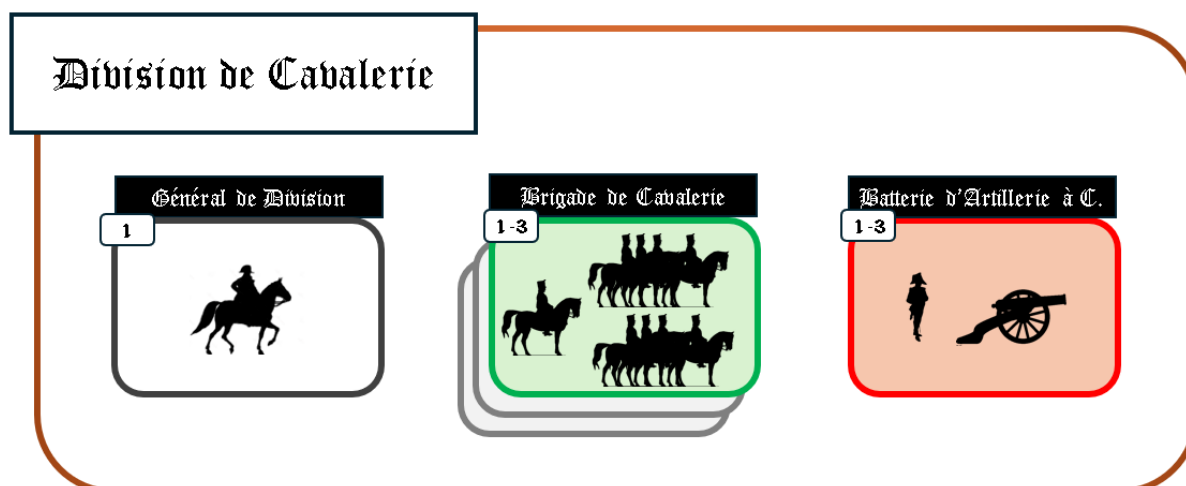 Division de Cavalerie
Général de Division
1
Brigade de Cavalerie
1-3
Batterie d'Artillerie à C.
1-3